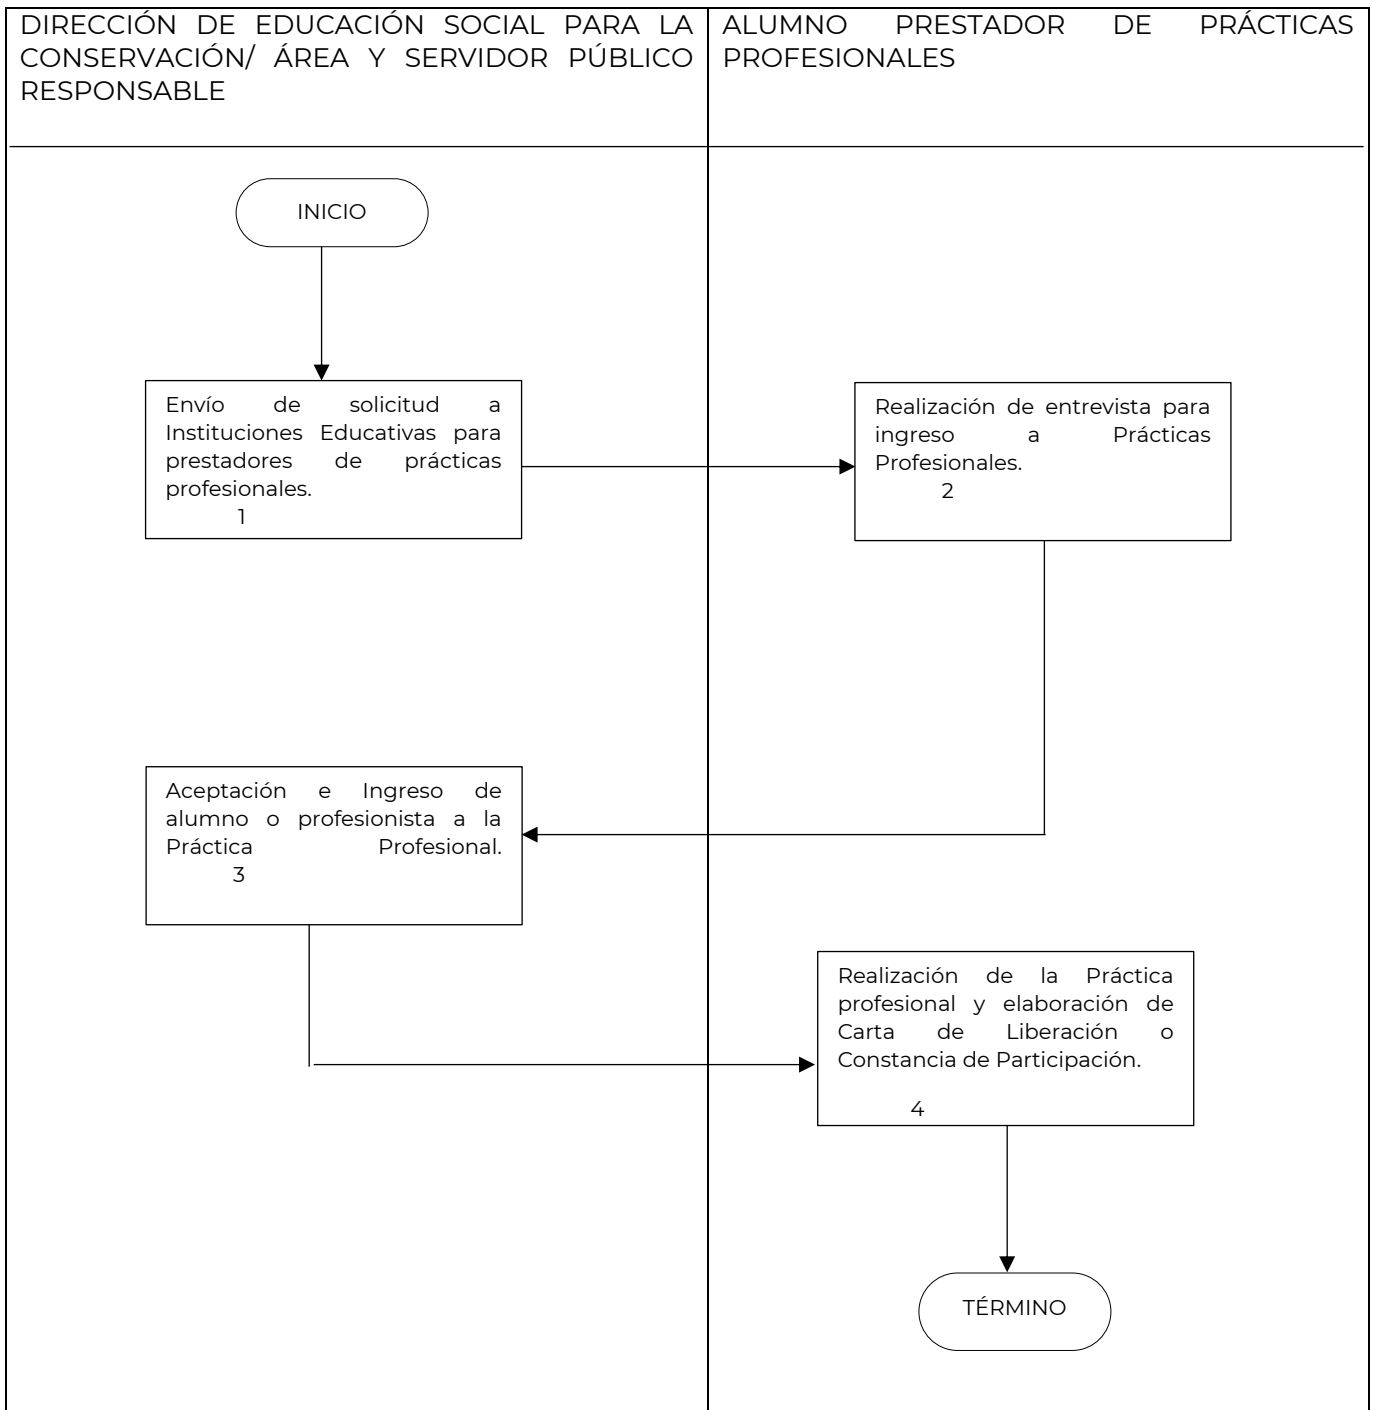 DIRECCIÓN DE EDUCACIÓN SOCIAL PARA LA
CONSERVACIÓN/ ÁREA Y SERVIDOR PÚBLICO
RESPONSABLE
ALUMNO PRESTADOR DE PRÁCTICAS
PROFESIONALES
INICIO
Envío de solicitud a
Instituciones Educativas para
prestadores de prácticas
profesionales.
1
Realización de entrevista para
ingreso a Prácticas
Profesionales.
2
Aceptación e Ingreso de
alumno o profesionista a la
Práctica Profesional.
3
Realización de la Práctica
profesional y elaboración de
Carta de Liberación o
Constancia de Participación.
4
TÉRMINO